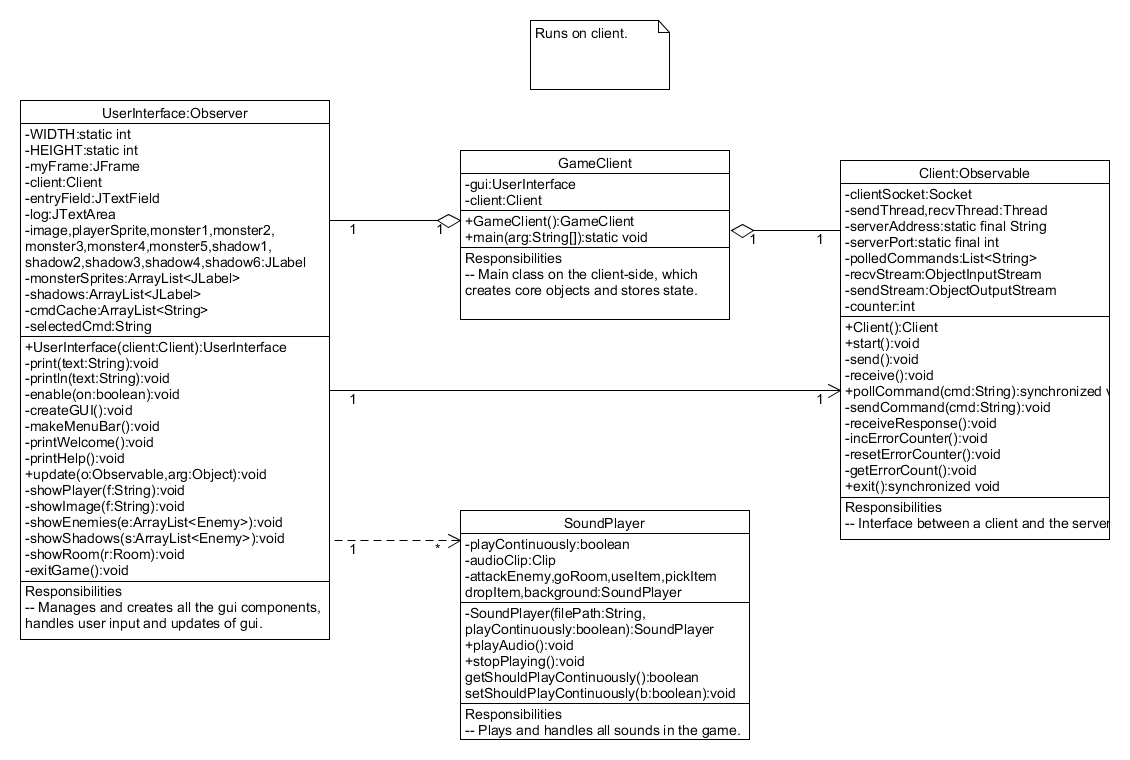 Runs on client.
UserInterface:Observer
-WIDTH:static int
-HEIGHT:static int
-myFrame:JFrame
-client:Client
-entryField:JTextField
-log:JTextArea
-image,playerSprite,monster1,monster2,
monster3,monster4,monster5,shadow1,
shadow2,shadow3,shadow4,shadow6:JLabel
-monsterSprites:ArrayList<JLabel>
-shadows:ArrayList<JLabel>
-cmdCache:ArrayList<String>
-selectedCmd:String
+UserInterface(client:Client):UserInterface
-print(text:String):void
-println(text:String):void
-enable(on:boolean):void
-createGUI():void
-makeMenuBar():void
-printWelcome():void
-printHelp():void
+update(o:Observable,arg:Object):void
-showPlayer(f:String):void
-showImage(f:String):void
-showEnemies(e:ArrayList<Enemy>):void
-showShadows(s:ArrayList<Enemy>):void
-showRoom(r:Room):void
-exitGame():void
Responsibilities
-- Manages and creates all the gui components,
handles user input and updates of gui.
1
1
GameClient
-gui:UserInterface
-client:Client
+GameClient():GameClient
+main(arg:String[]):static void
Responsibilities
-- Main class on the client-side, which
creates core objects and stores state.
1
1
Client:Observable
-clientSocket:Socket
-sendThread,recvThread:Thread
-serverAddress:static final String
-serverPort:static final int
-polledCommands:List<String>
-recvStream:ObjectInputStream
-sendStream:ObjectOutputStream
-counter:int
+Client():Client
+start():void
-send():void
-receive():void
+pollCommand(cmd:String):synchronized
-sendCommand(cmd:String):void
-receiveResponse():void
-incErrorCounter():void
-resetErrorCounter():void
-getErrorCount():void
+exit():synchronized void
Responsibilities
-- Interface between a client and the server
1
1
1
*
SoundPlayer
-playContinuously:boolean
-audioClip:Clip
-attackEnemy,goRoom,useItem,pickItem
dropItem,background:SoundPlayer
-SoundPlayer(filePath:String,
playContinuously:boolean):SoundPlayer
+playAudio():void
+stopPlaying():void
getShouldPlayContinuously():boolean
setShouldPlayContinuously(b:boolean):void
Responsibilities
-- Plays and handles all sounds in the game.